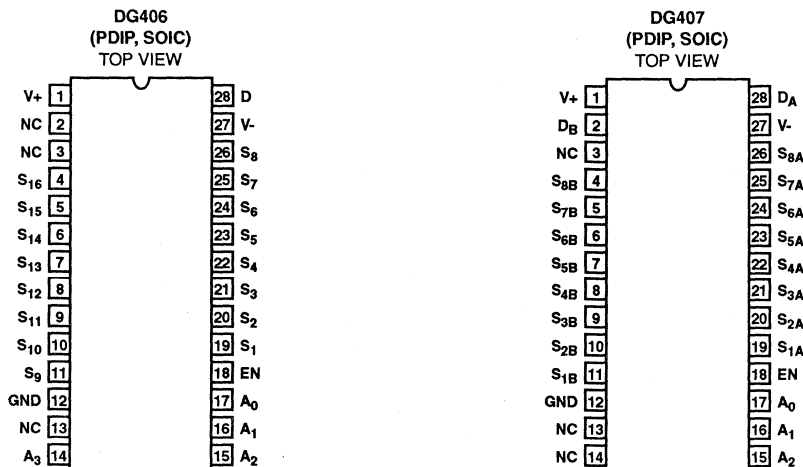 DG406
(PDIP, SOIC)
TOP VIEW
V+ 1 28 D
NC 2 27 V-
NC 3 26 S8
S16 4 25 S7
S15 5 24 S6
S14 6 23 S5
S13 7 22 S4
S12 8 21 S3
S11 9 20 S2
S10 10 19 S1
S9 11 18 EN
GND 12 17 A0
NC 13 16 A1
A3 14 15 A2
DG407
(PDIP, SOIC)
TOP VIEW
V+ 1 28 DA
DB 2 27 V-
NC 3 26 S8A
S8B 4 25 S7A
S7B 5 24 S6A
S6B 6 23 S5A
S5B 7 22 S4A
S4B 8 21 S3A
S3B 9 20 S2A
S2B 10 19 S1A
S1B 11 18 EN
GND 12 17 A0
NC 13 16 A1
NC 14 15 A2